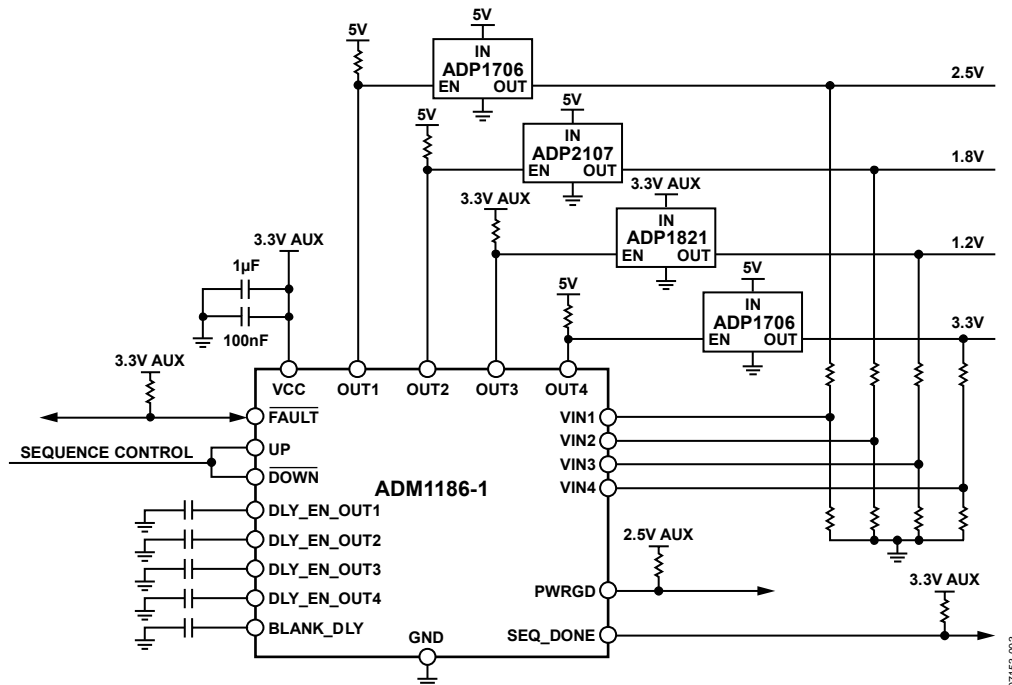 5V
5V
IN
ADP1706
EN OUT
2.5V
5V
5V
IN
ADP2107
EN OUT
1.8V
3.3V AUX
3.3V AUX
IN
ADP1821
EN OUT
1.2V
3.3V AUX
1µF
100nF
5V
5V
IN
ADP1706
EN OUT
3.3V
3.3V AUX
VCC OUT1 OUT2 OUT3 OUT4
FAULT
UP
SEQUENCE CONTROL
DOWN
ADM1186-1
DLY_EN_OUT1
DLY_EN_OUT2
DLY_EN_OUT3
DLY_EN_OUT4
BLANK_DLY
GND
VIN1
VIN2
VIN3
VIN4
2.5V AUX
PWRGD
3.3V AUX
SEQ_DONE